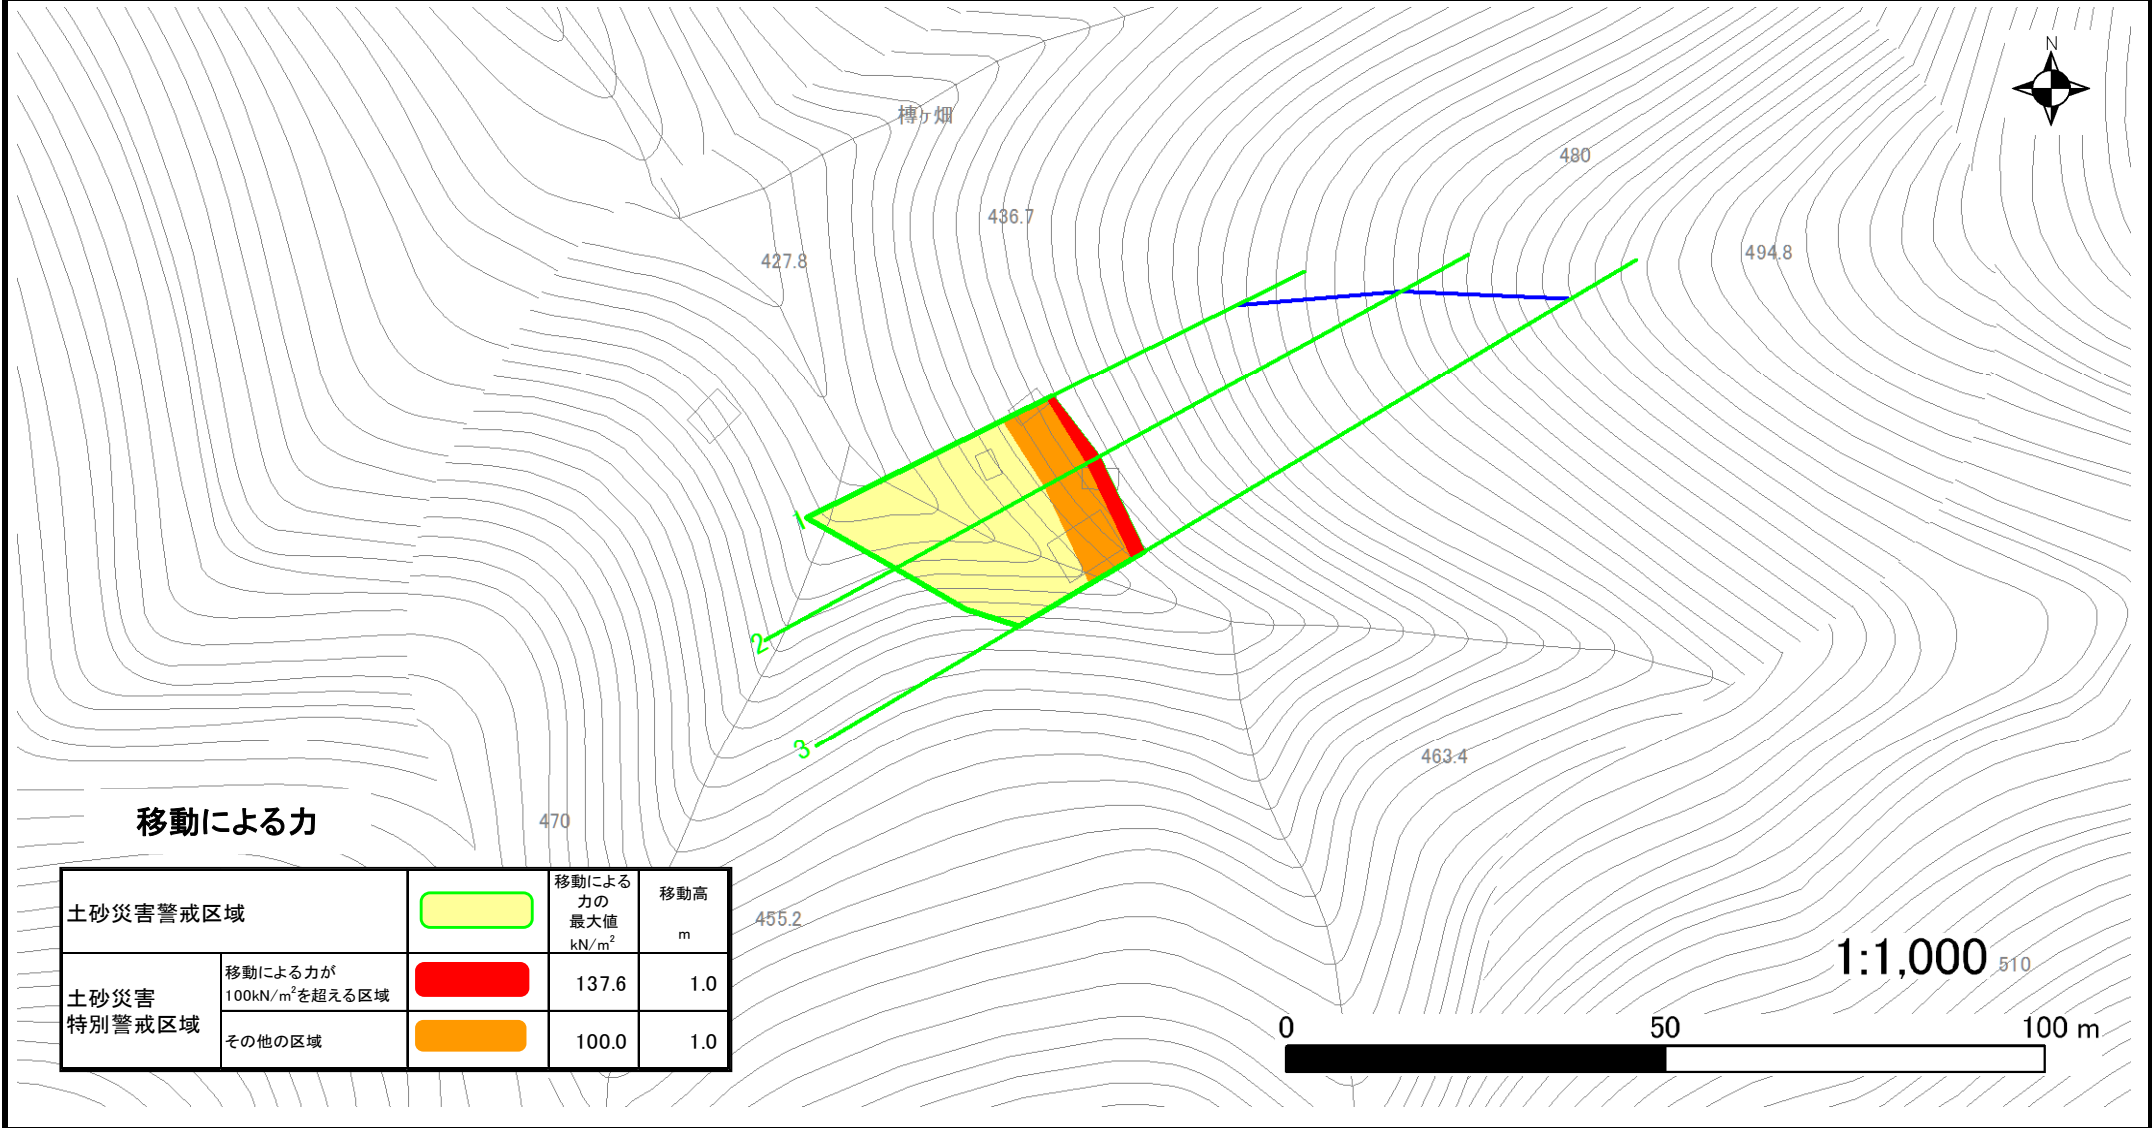 N
榑ヶ畑
480
436.7
494.8
427.8
1
2
3
463.4
470
移動による力
455.2
土砂災害警戒区域
移動による
力の
最大値
kN/m²
移動高
m
土砂災害
特別警戒区域
移動による力が
100kN/m²を超える区域
137.6
1.0
その他の区域
100.0
1.0
1:1,000
510
0 50 100 m